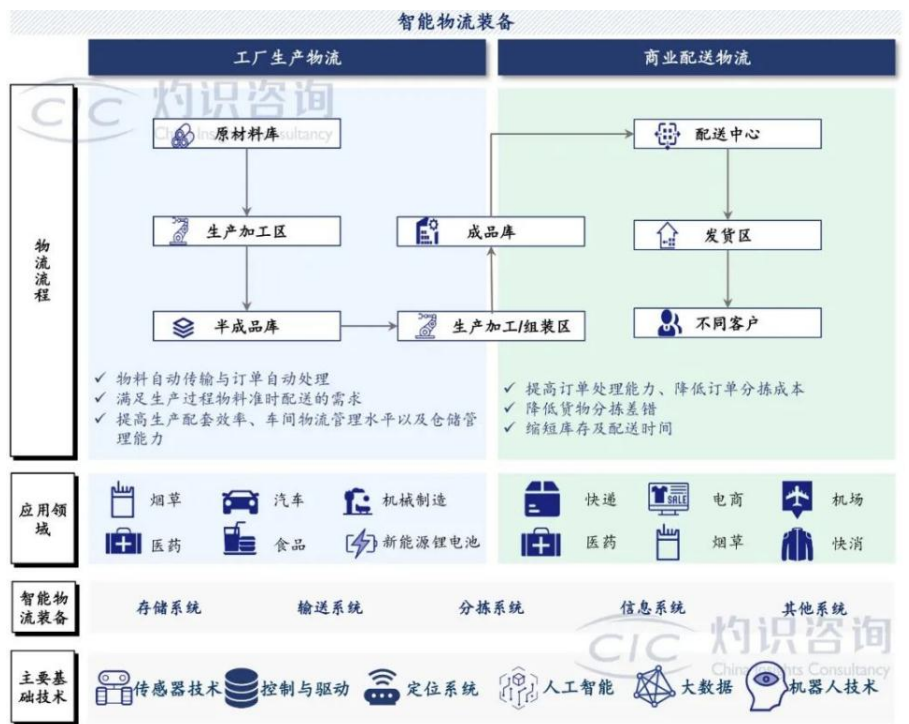 智能物流装备
工厂生产物流
商业配送物流
CIC 灼识咨询
China Insights Consultancy
物流流程
原材料库
生产加工区
半成品库
生产加工/组装区
成品库
配送中心
发货区
不同客户
✓ 物料自动传输与订单自动处理
✓ 满足生产过程物料准时配送的需求
✓ 提高生产配套效率、车间物流管理水平以及仓储管
理能力
✓ 提高订单处理能力、降低订单分拣成本
✓ 降低货物分拣差错
✓ 缩短库存及配送时间
应用领
域
烟草
汽车
机械制造
医药
食品
新能源锂电池
快递
SALE
电商
机场
医药
烟草
快消
智能物
流装备
存储系统
输送系统
分拣系统
信息系统
其他系统
CIC 灼识咨询
China Insights Consultancy
主要基
础技术
传感器技术
控制与驱动
定位系统
人工智能
大数据
机器人技术